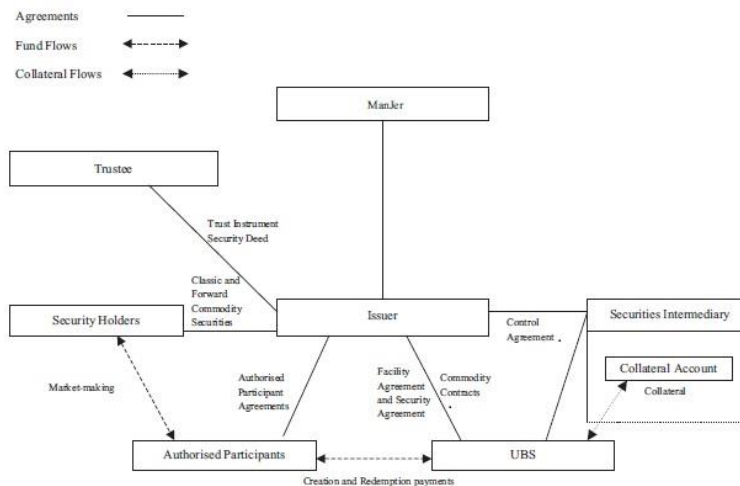 Agreements
Fund Flows
Collateral Flows
ManJer
Trustee
Trust Instrument
Security Deed
Classic and
Forward
Commodity
Securities
Security Holders
Issuer
Securities Intermediary
Control
Agreement .
Collateral Account
Collateral
Market-making
Authorised
Participant
Agreements
Facility
Agreement
and Security
Agreement
Commodity
Contracts
.
Authorised Participants
UBS
Creation and Redemption payments